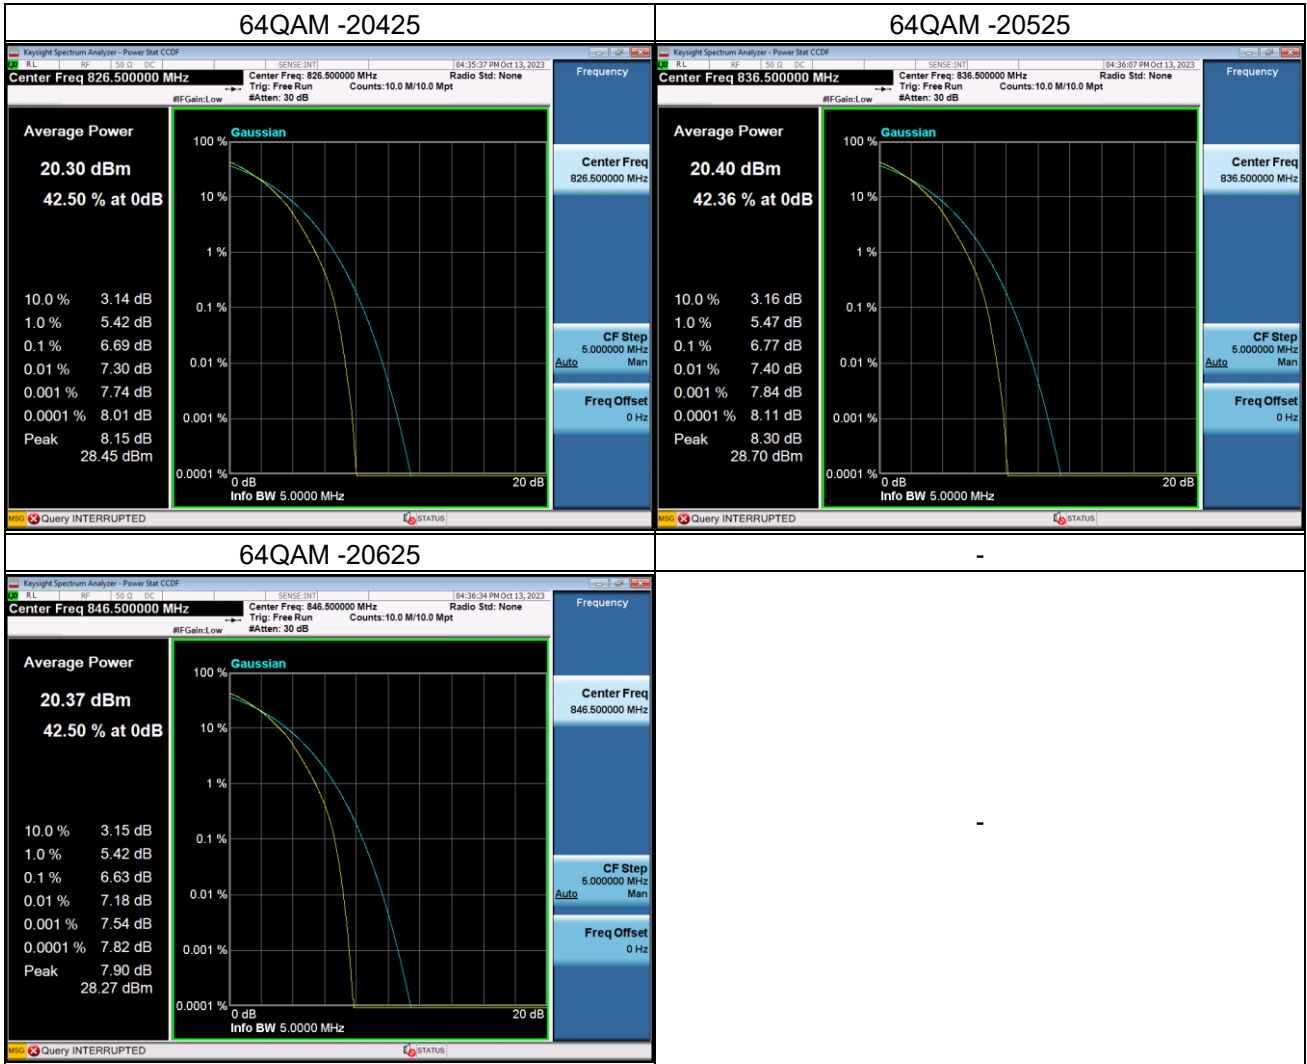 64QAM -20425
64QAM -20525
Keysight Spectrum Analyzer - Power Stat CCDF
RL RF 50 Ω DC SENSE:INT 04:35:37 PM Oct 13, 2023
Center Freq 826.500000 MHz
Center Freq: 826.500000 MHz Radio Std: None
Trig: Free Run Counts:10.0 M/10.0 Mpt
#IFGain:Low #Atten: 30 dB
Frequency
Average Power
20.30 dBm
42.50 % at 0dB
10.0 % 3.14 dB
1.0 % 5.42 dB
0.1 % 6.69 dB
0.01 % 7.30 dB
0.001 % 7.74 dB
0.0001 % 8.01 dB
Peak 8.15 dB
28.45 dBm
Gaussian
100 %
10 %
1 %
0.1 %
0.01 %
0.001 %
0.0001 %
0 dB 20 dB
Info BW 5.0000 MHz
Center Freq
826.500000 MHz
CF Step
5.000000 MHz
Auto Man
Freq Offset
0 Hz
MSG Query INTERRUPTED STATUS
Keysight Spectrum Analyzer - Power Stat CCDF
RL RF 50 Ω DC SENSE:INT 04:36:07 PM Oct 13, 2023
Center Freq 836.500000 MHz
Center Freq: 836.500000 MHz Radio Std: None
Trig: Free Run Counts:10.0 M/10.0 Mpt
#IFGain:Low #Atten: 30 dB
Frequency
Average Power
20.40 dBm
42.36 % at 0dB
10.0 % 3.16 dB
1.0 % 5.47 dB
0.1 % 6.77 dB
0.01 % 7.40 dB
0.001 % 7.84 dB
0.0001 % 8.11 dB
Peak 8.30 dB
28.70 dBm
Gaussian
100 %
10 %
1 %
0.1 %
0.01 %
0.001 %
0.0001 %
0 dB 20 dB
Info BW 5.0000 MHz
Center Freq
836.500000 MHz
CF Step
5.000000 MHz
Auto Man
Freq Offset
0 Hz
MSG Query INTERRUPTED STATUS
64QAM -20625
-
Keysight Spectrum Analyzer - Power Stat CCDF
RL RF 50 Ω DC SENSE:INT 04:36:34 PM Oct 13, 2023
Center Freq 846.500000 MHz
Center Freq: 846.500000 MHz Radio Std: None
Trig: Free Run Counts:10.0 M/10.0 Mpt
#IFGain:Low #Atten: 30 dB
Frequency
Average Power
20.37 dBm
42.50 % at 0dB
10.0 % 3.15 dB
1.0 % 5.42 dB
0.1 % 6.63 dB
0.01 % 7.18 dB
0.001 % 7.54 dB
0.0001 % 7.82 dB
Peak 7.90 dB
28.27 dBm
Gaussian
100 %
10 %
1 %
0.1 %
0.01 %
0.001 %
0.0001 %
0 dB 20 dB
Info BW 5.0000 MHz
Center Freq
846.500000 MHz
CF Step
5.000000 MHz
Auto Man
Freq Offset
0 Hz
MSG Query INTERRUPTED STATUS
-